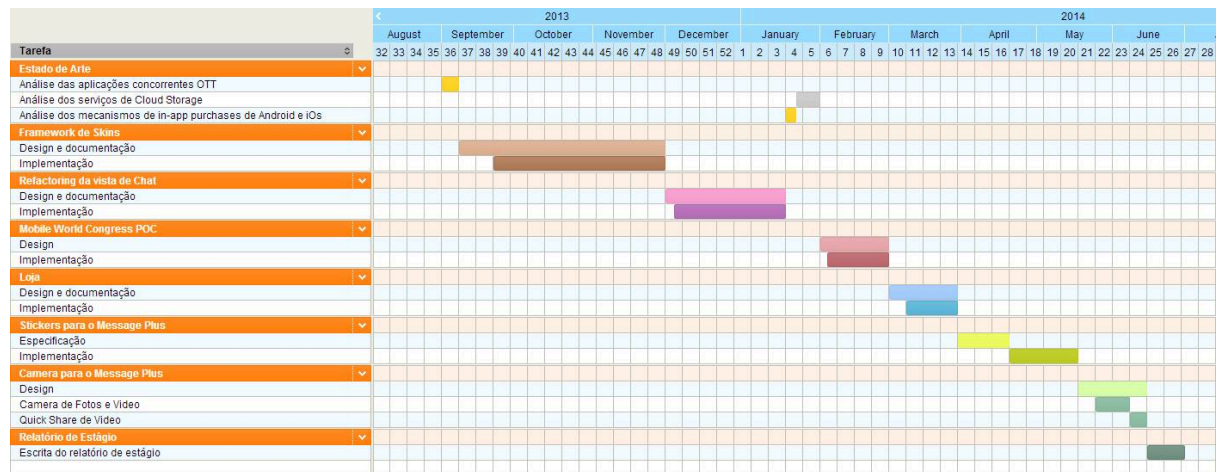 2013 2014
August September October November December January February March April May June
Tarefa 32 33 34 35 36 37 38 39 40 41 42 43 44 45 46 47 48 49 50 51 52 1 2 3 4 5 6 7 8 9 10 11 12 13 14 15 16 17 18 19 20 21 22 23 24 25 26 27 28
Estado de Arte
Análise das aplicações concorrentes OTT
Análise dos serviços de Cloud Storage
Análise dos mecanismos de in-app purchases de Android e iOs
Framework de Skins
Design e documentação
Implementação
Refactoring da vista de Chat
Design e documentação
Implementação
Mobile World Congress POC
Design
Implementação
Loja
Design e documentação
Implementação
Stickers para o Message Plus
Especificação
Implementação
Camera para o Message Plus
Design
Camera de Fotos e Video
Quick Share de Video
Relatório de Estágio
Escrita do relatório de estágio